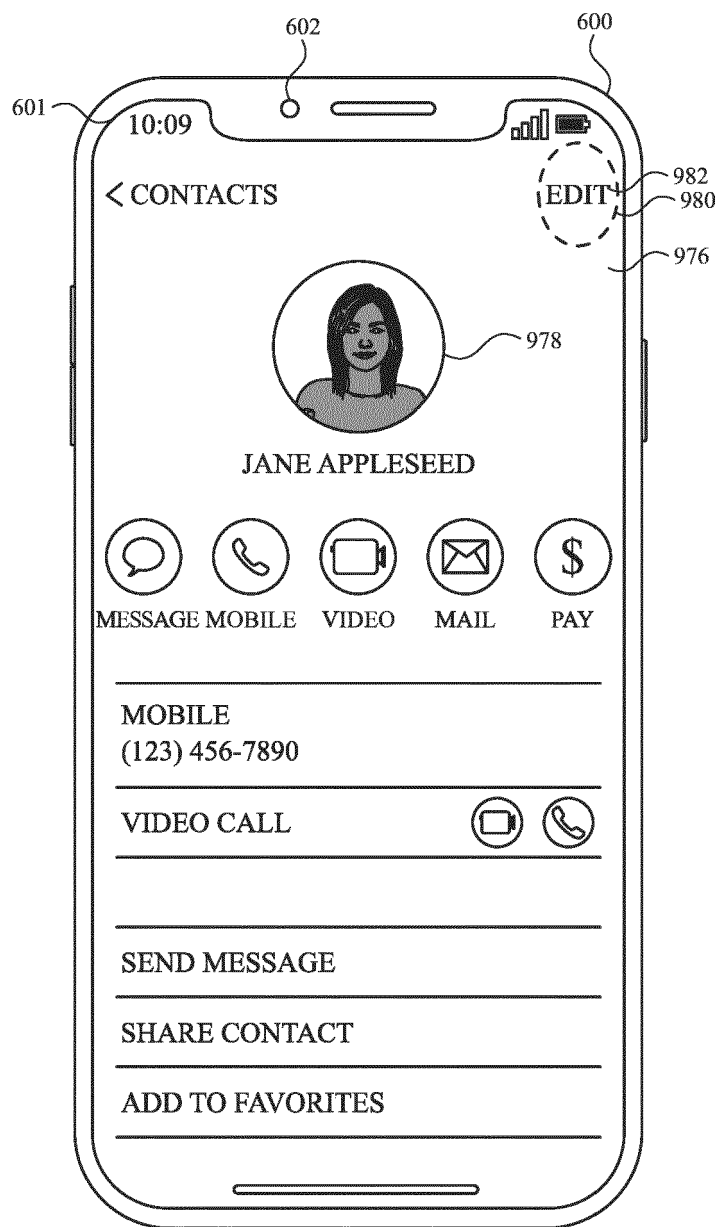 602
600
601
10:09
982
< CONTACTS
EDIT
980
976
978
JANE APPLESEED
$
MESSAGE MOBILE VIDEO MAIL PAY
MOBILE
(123) 456-7890
VIDEO CALL
SEND MESSAGE
SHARE CONTACT
ADD TO FAVORITES